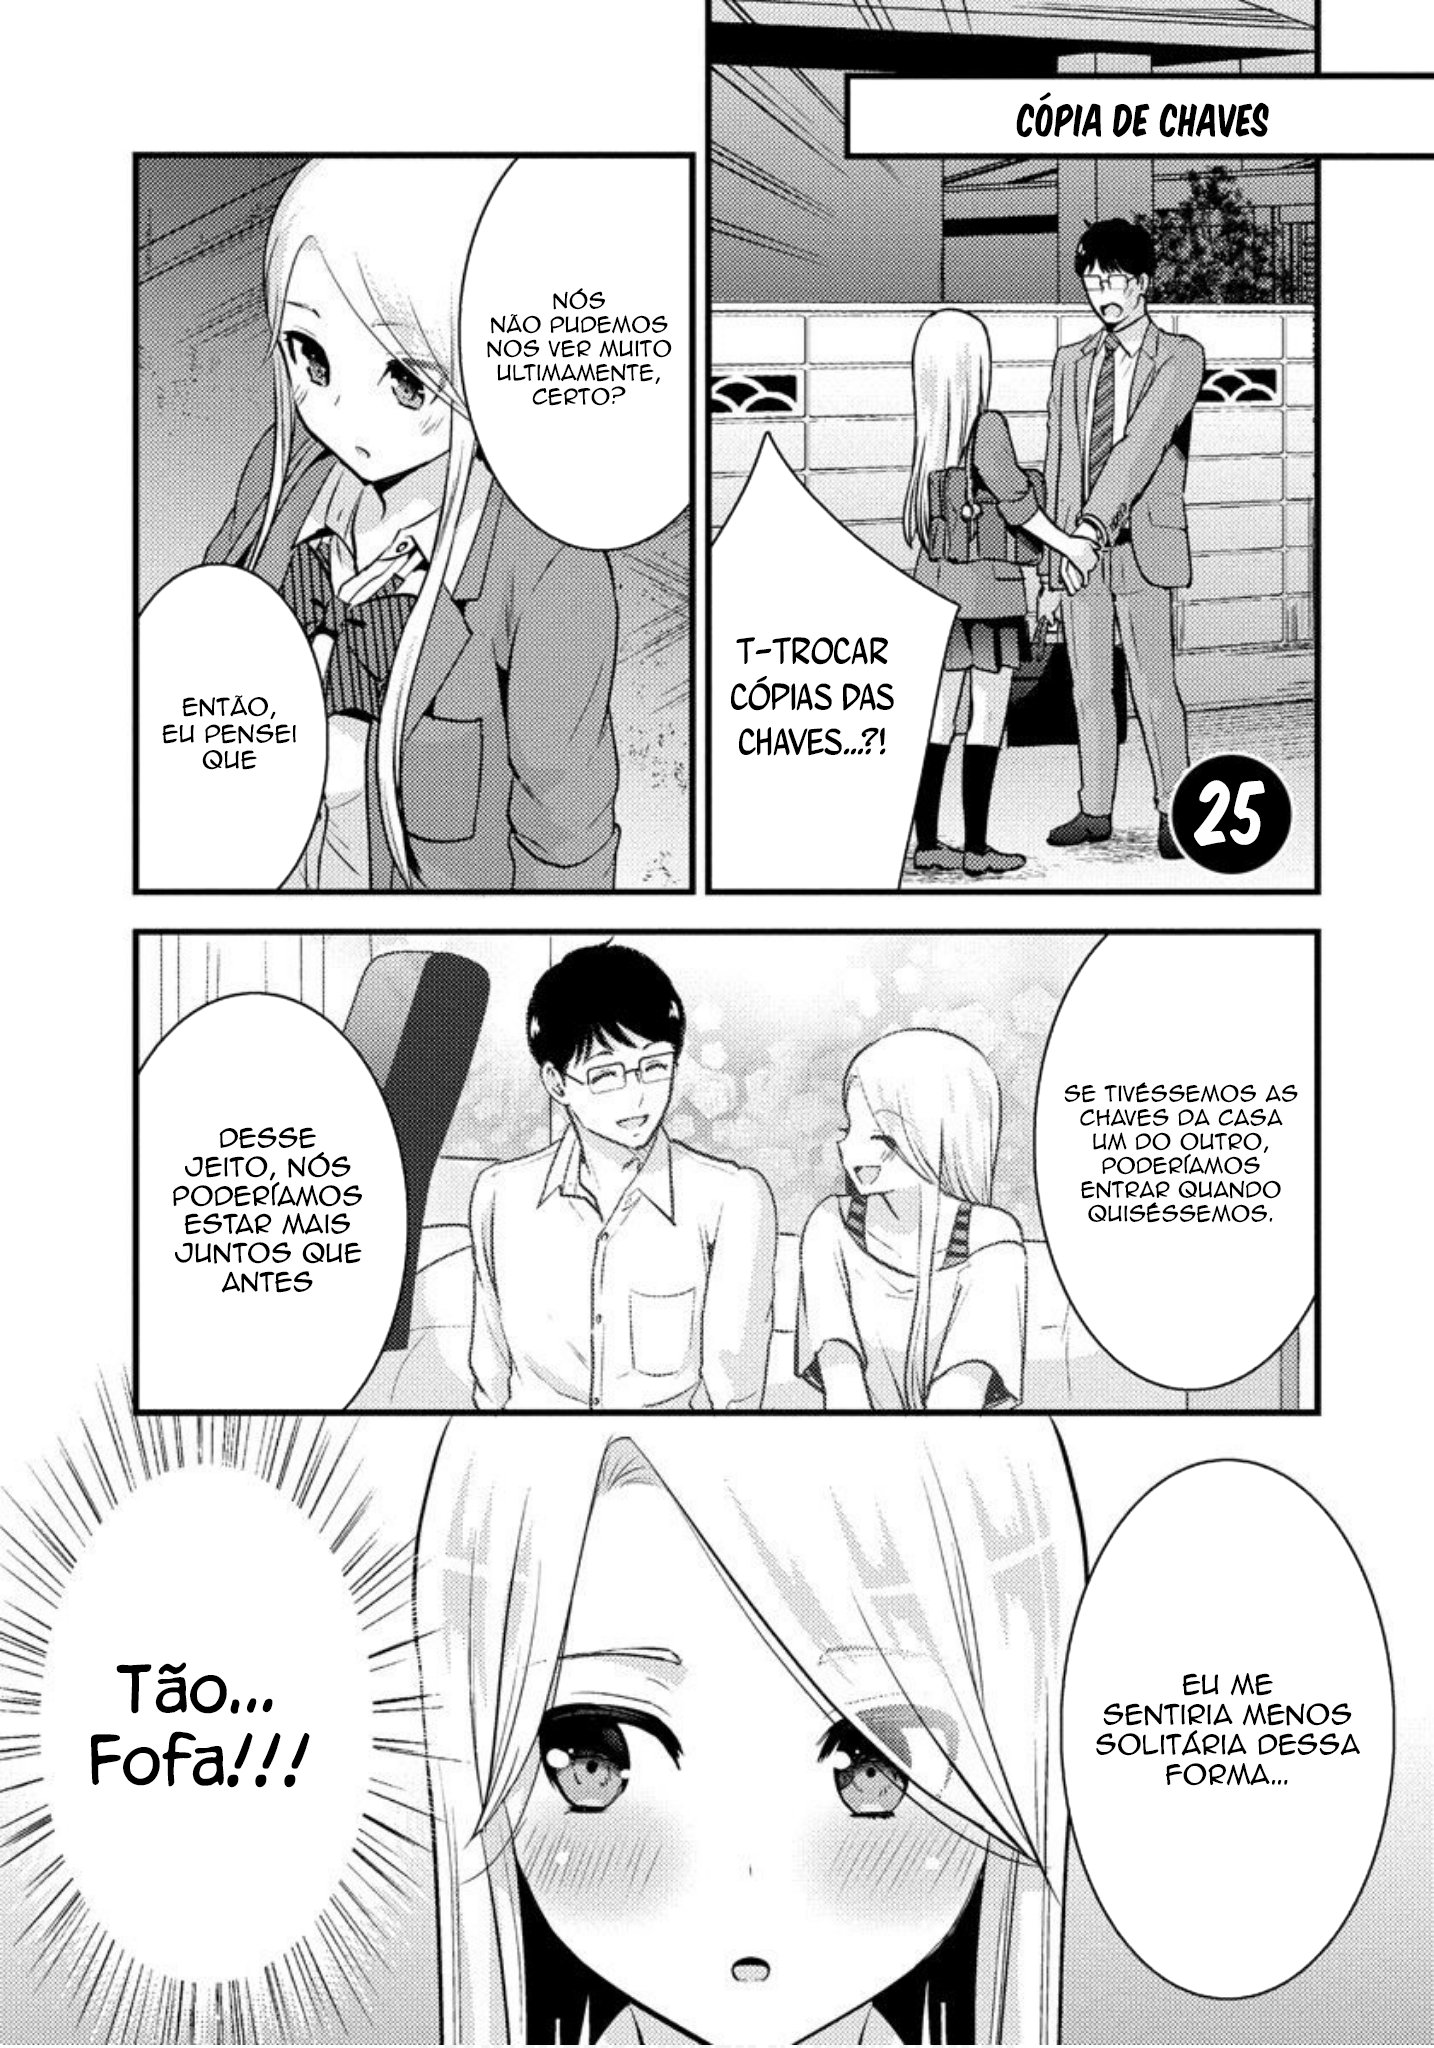 CÓPIA DE CHAVES
T-TROCAR
CÓPIAS DAS
CHAVES...?!
25
NÓS
NÃO PUDEMOS
NOS VER MUITO
ULTIMAMENTE,
CERTO?
ENTÃO,
EU PENSEI
QUE
SE TIVÉSSEMOS AS
CHAVES DA CASA
UM DO OUTRO,
PODERÍAMOS
ENTRAR QUANDO
QUISÉSSEMOS.
DESSE
JEITO, NÓS
PODERÍAMOS
ESTAR MAIS
JUNTOS QUE
ANTES
EU ME
SENTIRIA MENOS
SOLITÁRIA DESSA
FORMA...
Tão...
Fofa!!!